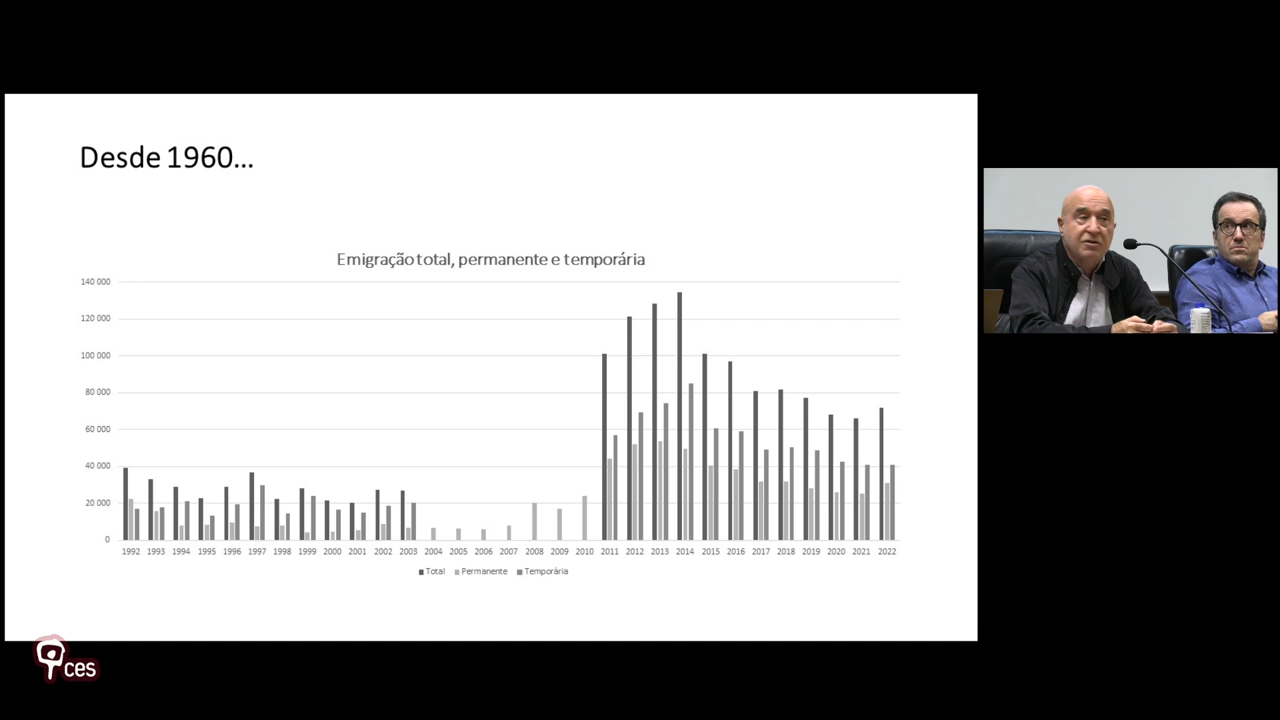 Desde 1960...
Emigração total, permanente e temporária
140 000
120 000
100 000
80 000
60 000
40 000
20 000
0
1992 1993 1994 1995 1996 1997 1998 1999 2000 2001 2002 2003 2004 2005 2006 2007 2008 2009 2010 2011 2012 2013 2014 2015 2016 2017 2018 2019 2020 2021 2022
Total Permanente Temporária
ces